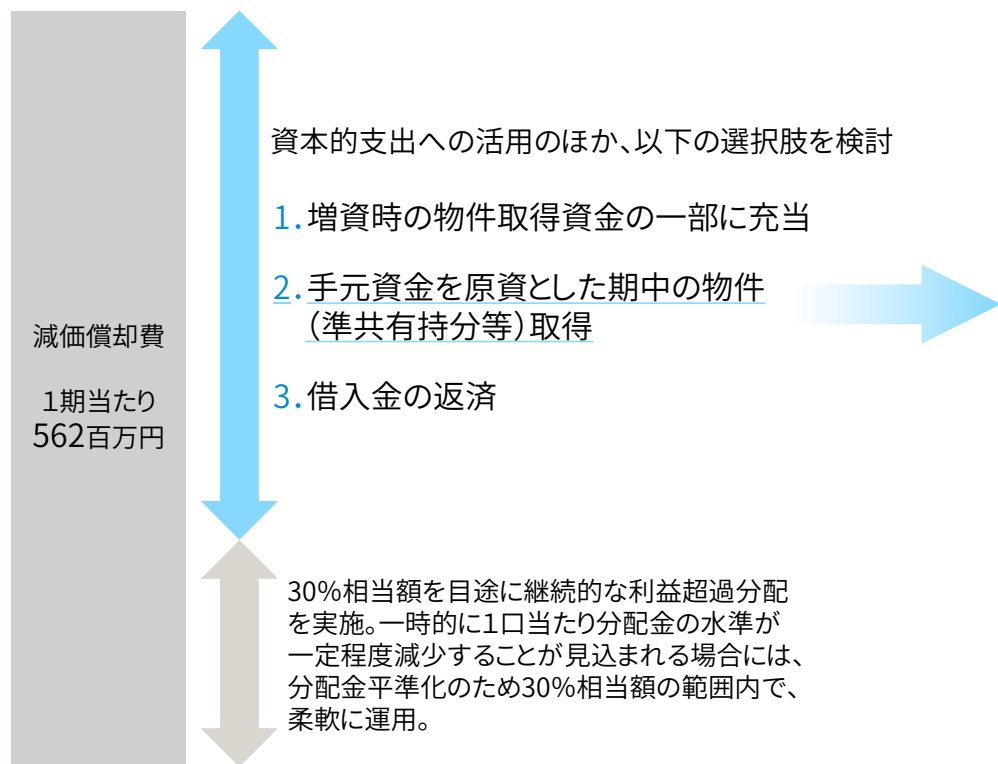 減価償却費
1期当たり
562百万円
資本的支出への活用のほか、以下の選択肢を検討
1.増資時の物件取得資金の一部に充当
2.手元資金を原資とした期中の物件
（準共有持分等）取得
3.借入金の返済
30%相当額を目途に継続的な利益超過分配
を実施。一時的に1口当たり分配金の水準が
一定程度減少することが見込まれる場合には、
分配金平準化のため30%相当額の範囲内で、
柔軟に運用。